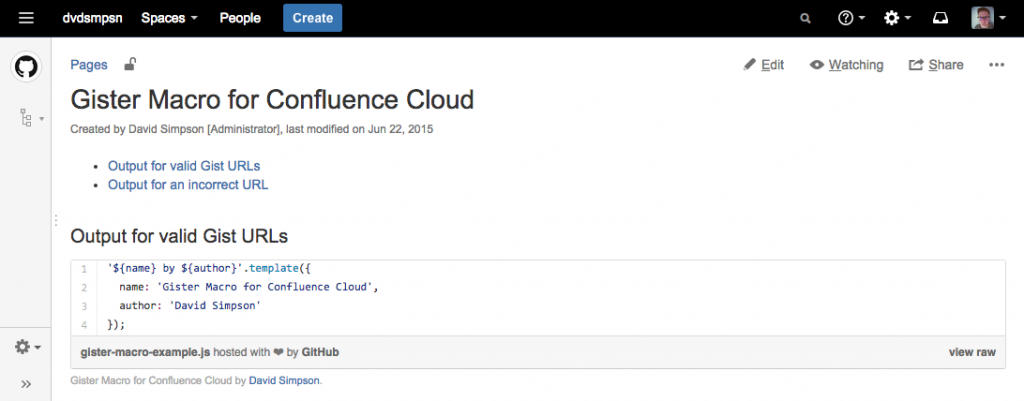 dvdsmpsn Spaces People Create
Pages Edit Watching Share
Gister Macro for Confluence Cloud
Created by David Simpson [Administrator], last modified on Jun 22, 2015
• Output for valid Gist URLs
• Output for an incorrect URL
Output for valid Gist URLs
1 '${name} by ${author}'.template({
2 name: 'Gister Macro for Confluence Cloud',
3 author: 'David Simpson'
4 });
gister-macro-example.js hosted with ❤ by GitHub view raw
Gister Macro for Confluence Cloud by David Simpson.